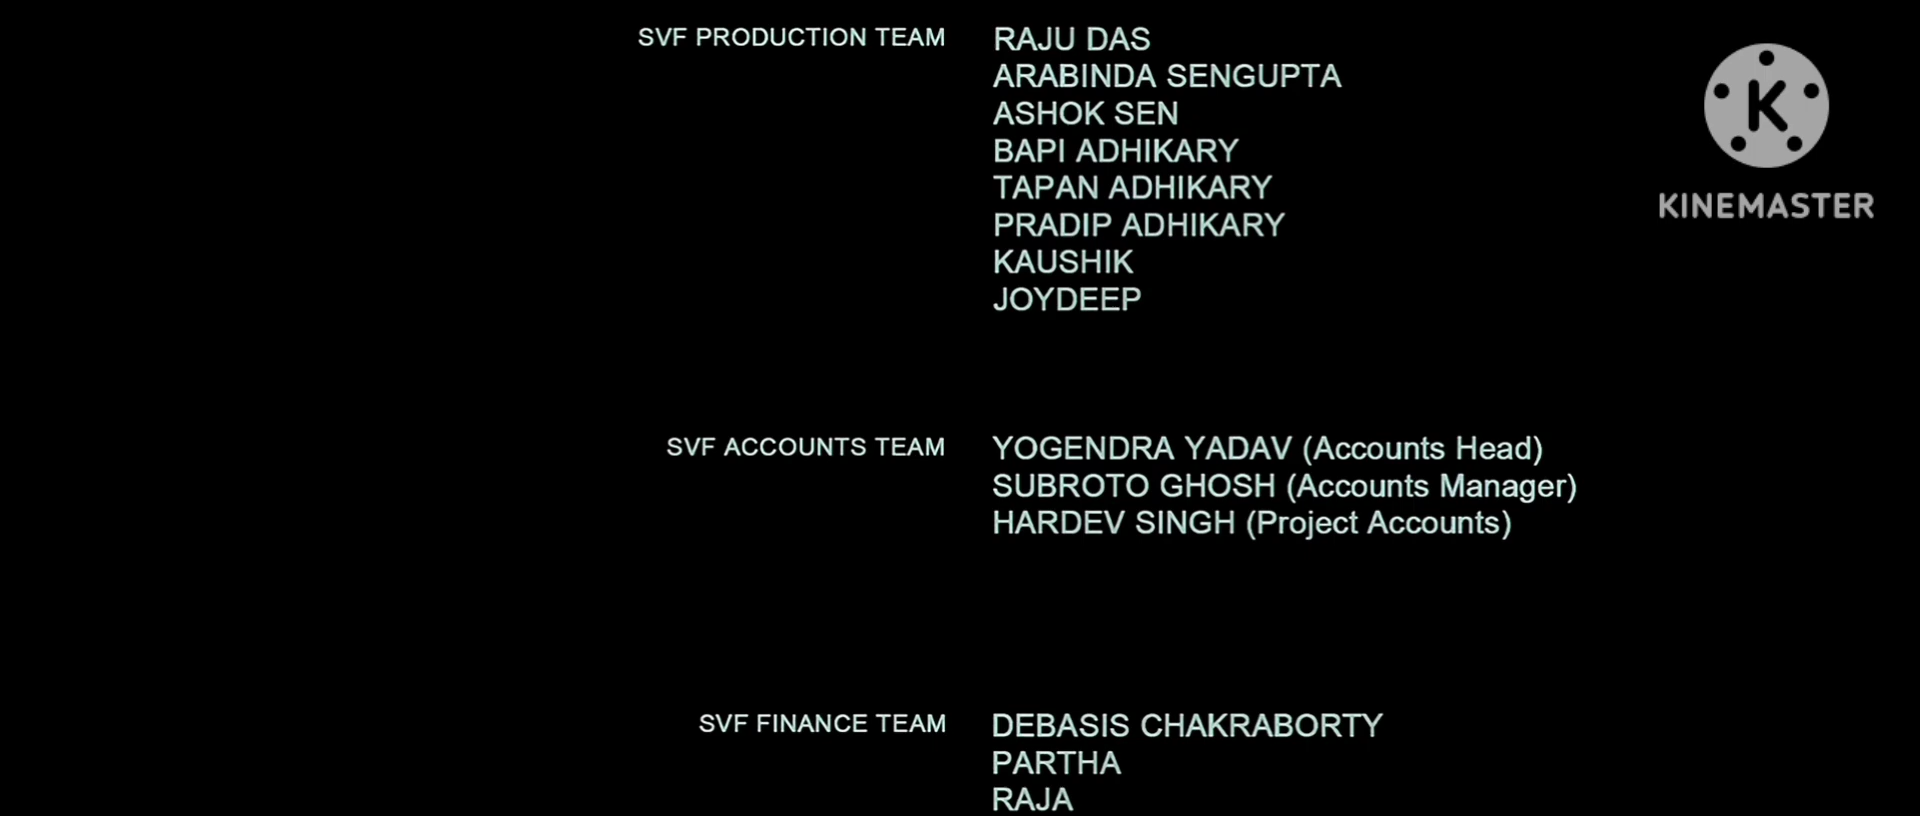 SVF PRODUCTION TEAM RAJU DAS
ARABINDA SENGUPTA
ASHOK SEN
BAPI ADHIKARY
TAPAN ADHIKARY
PRADIP ADHIKARY
KAUSHIK
JOYDEEP
K
KINEMASTER
SVF ACCOUNTS TEAM YOGENDRA YADAV (Accounts Head)
SUBROTO GHOSH (Accounts Manager)
HARDEV SINGH (Project Accounts)
SVF FINANCE TEAM DEBASIS CHAKRABORTY
PARTHA
RAJA